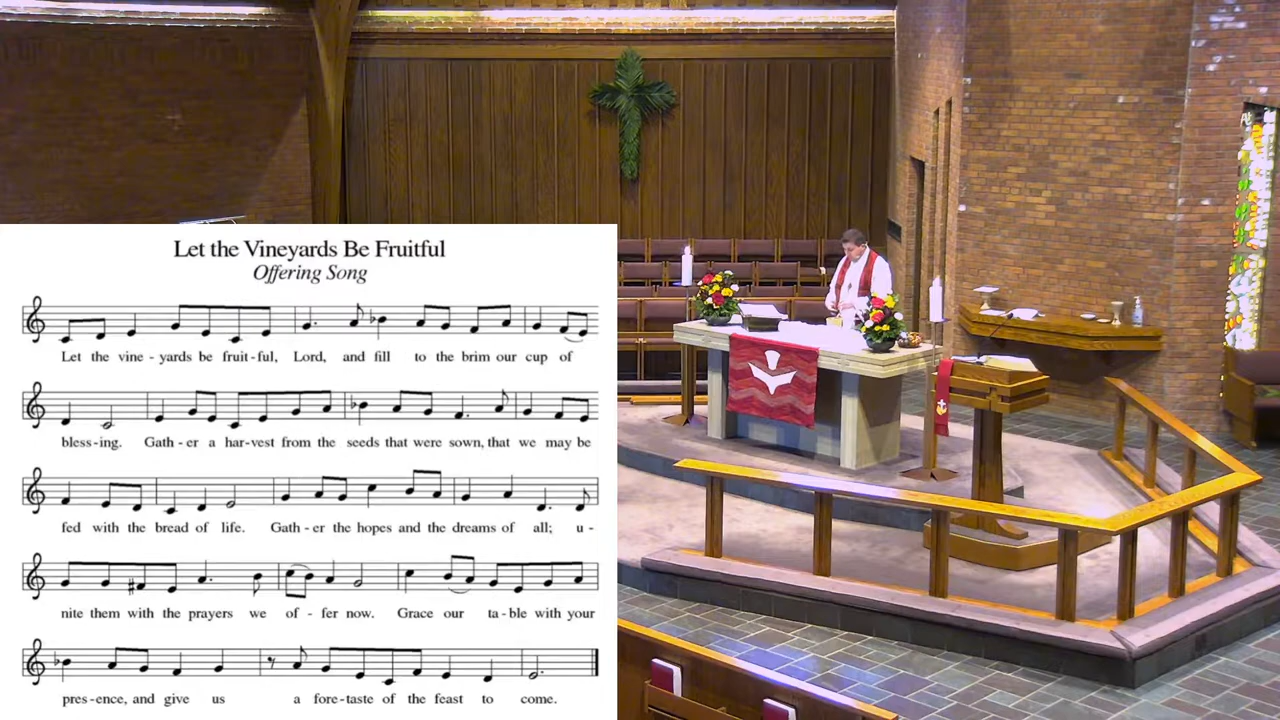 Let the Vineyards Be Fruitful
Offering Song
Let the vine - yards be fruit - ful, Lord, and fill to the brim our cup of
bless - ing. Gath - er a har - vest from the seeds that were sown, that we may be
fed with the bread of life. Gath - er the hopes and the dreams of all; u -
nite them with the prayers we of - fer now. Grace our ta - ble with your
pres - ence, and give us a fore - taste of the feast to come.